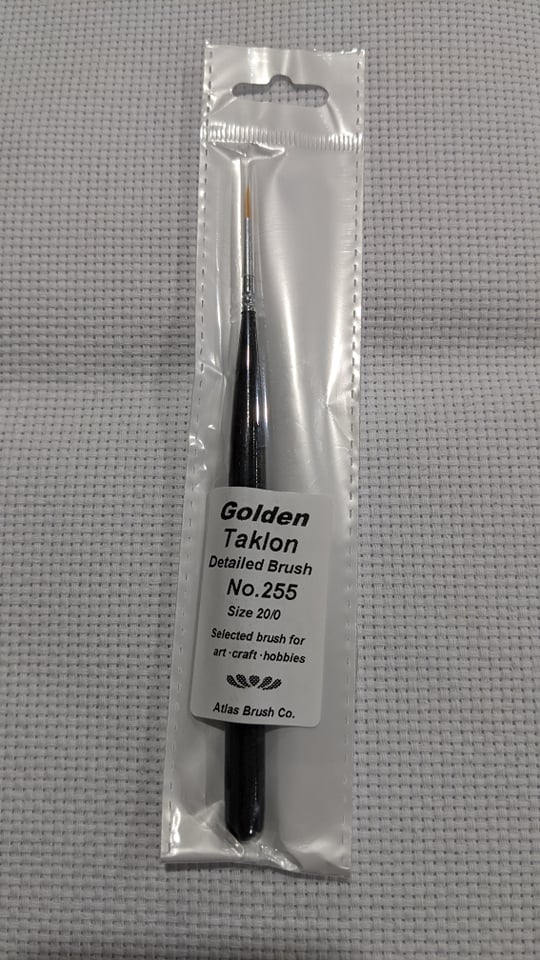 Golden
Taklon
Detailed Brush
No.255
Size 20/0
Selected brush for
art·craft·hobbies
Atlas Brush Co.